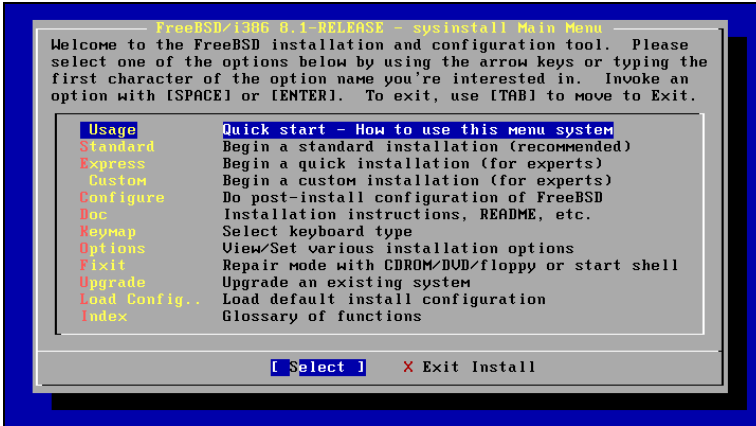 FreeBSD/i386 8.1-RELEASE - sysinstall Main Menu
Welcome to the FreeBSD installation and configuration tool.  Please
select one of the options below by using the arrow keys or typing the
first character of the option name you're interested in.  Invoke an
option with [SPACE] or [ENTER].  To exit, use [TAB] to move to Exit.
Usage Quick start - How to use this menu system
Standard Begin a standard installation (recommended)
Express Begin a quick installation (for experts)
Custom Begin a custom installation (for experts)
Configure Do post-install configuration of FreeBSD
Doc Installation instructions, README, etc.
Keymap Select keyboard type
Options View/Set various installation options
Fixit Repair mode with CDROM/DVD/floppy or start shell
Upgrade Upgrade an existing system
Load Config.. Load default install configuration
Index Glossary of functions
[ Select ] X Exit Install